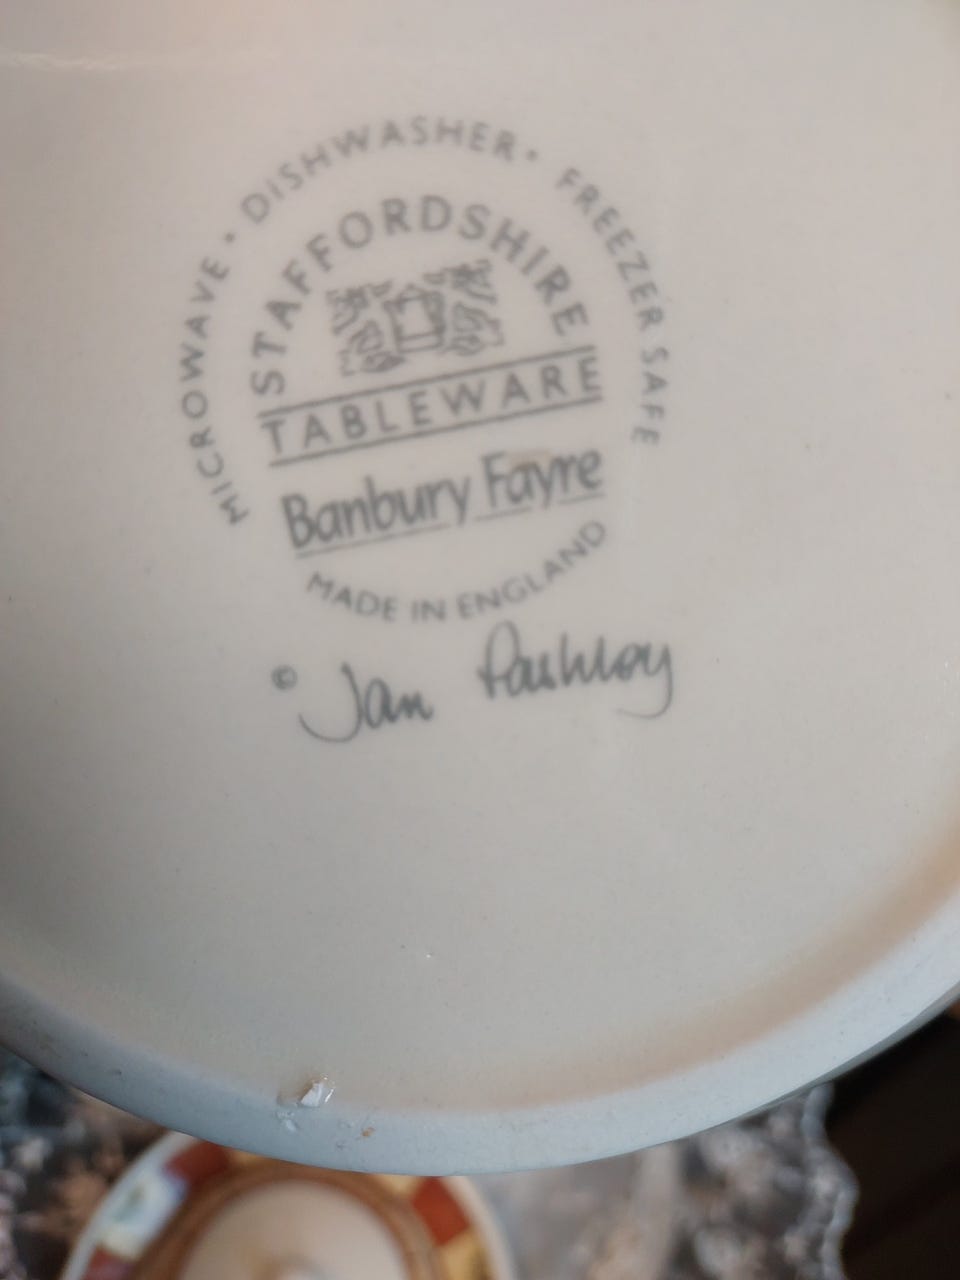 MICROWAVE • DISHWASHER • FREEZER SAFE
STAFFORDSHIRE
TABLEWARE
Banbury Fayre
MADE IN ENGLAND
© Jan Pashley